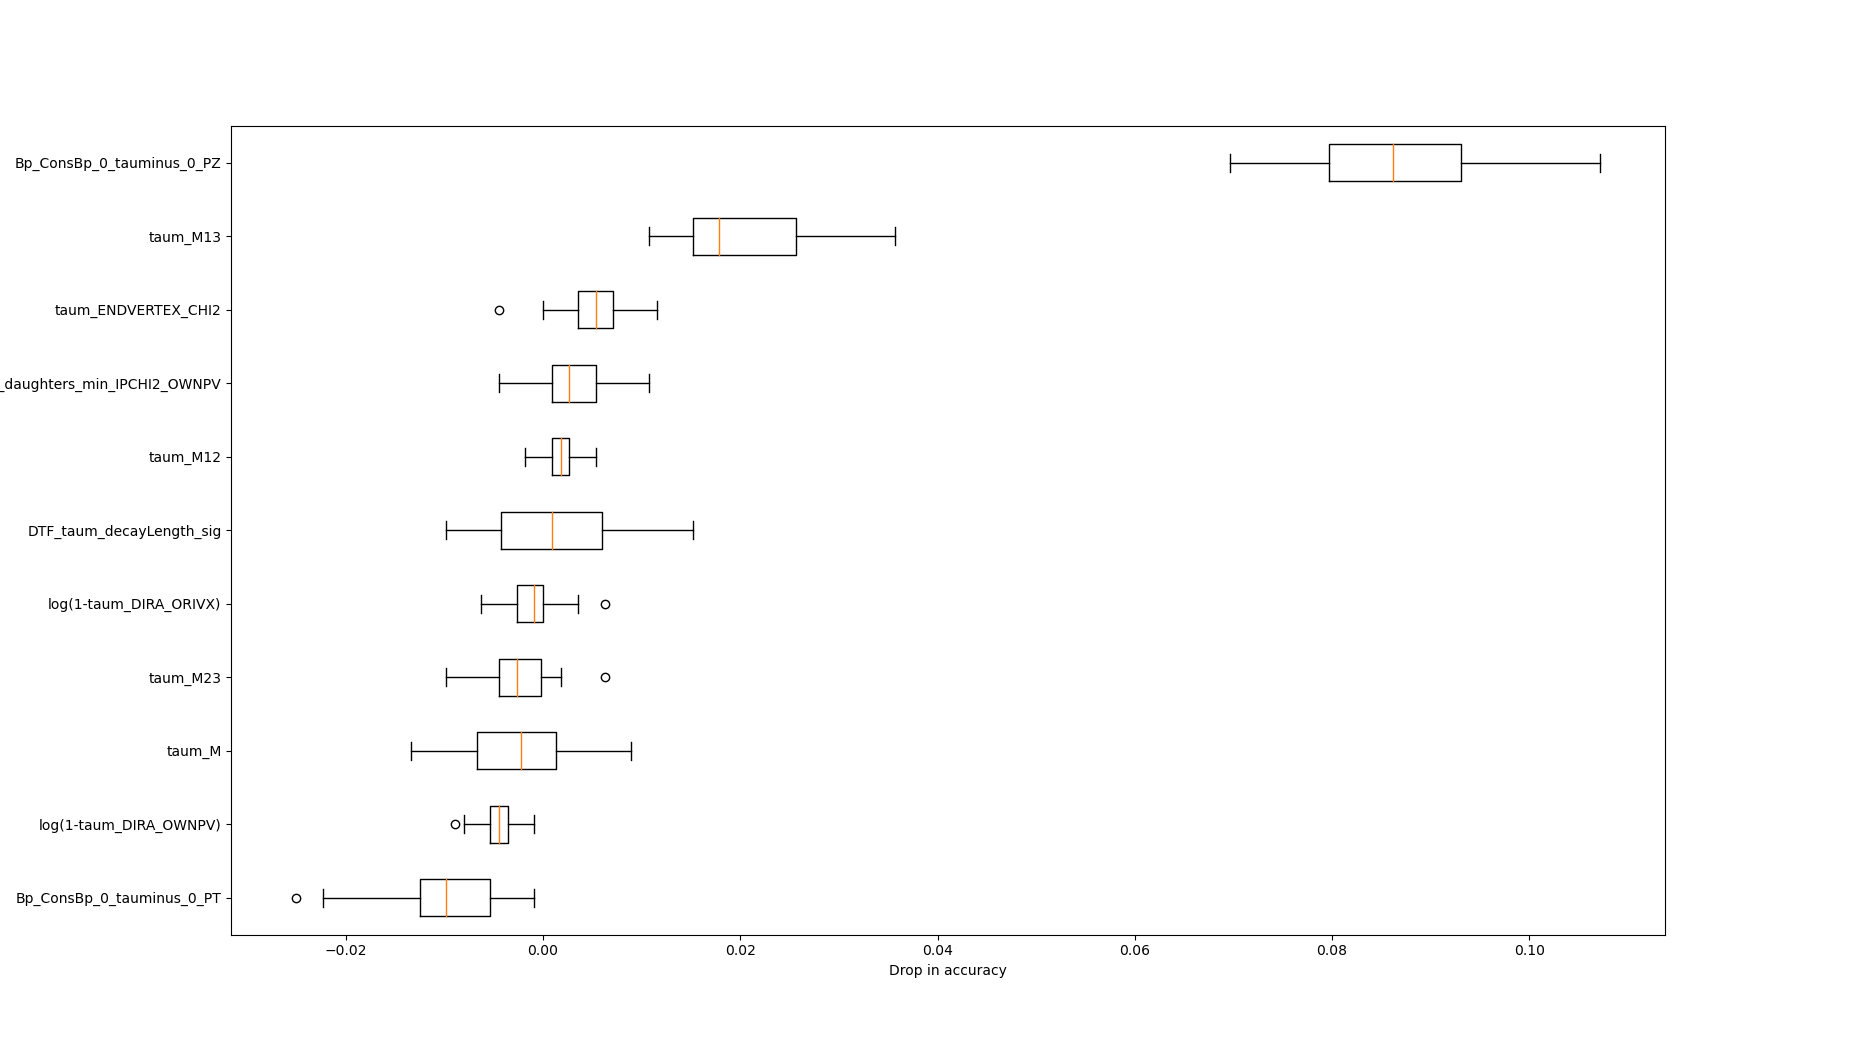 Bp_ConsBp_0_tauminus_0_PZ
taum_M13
taum_ENDVERTEX_CHI2
_daughters_min_IPCHI2_OWNPV
taum_M12
DTF_taum_decayLength_sig
log(1-taum_DIRA_ORIVX)
taum_M23
taum_M
log(1-taum_DIRA_OWNPV)
Bp_ConsBp_0_tauminus_0_PT
−0.02 0.00 0.02 0.04 0.06 0.08 0.10
Drop in accuracy